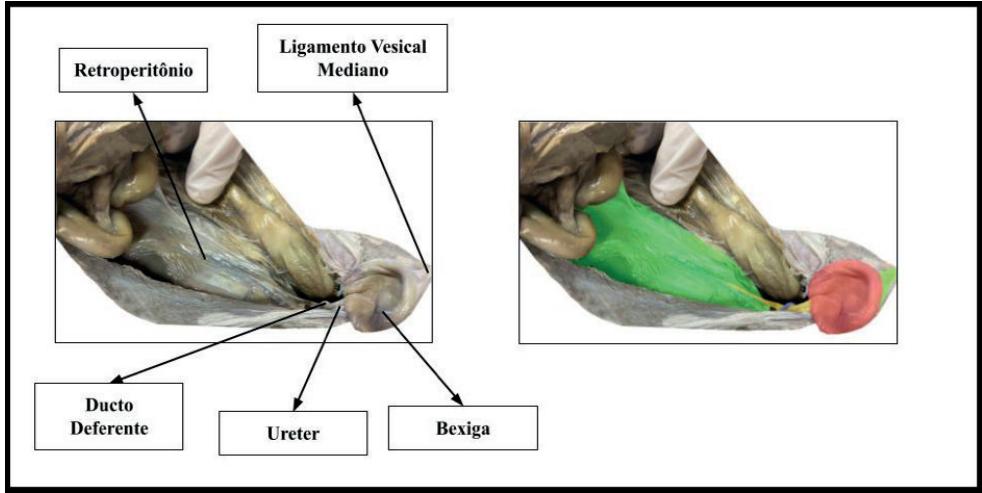 Ligamento Vesical
Mediano
Retroperitônio
Ducto
Deferente
Ureter
Bexiga